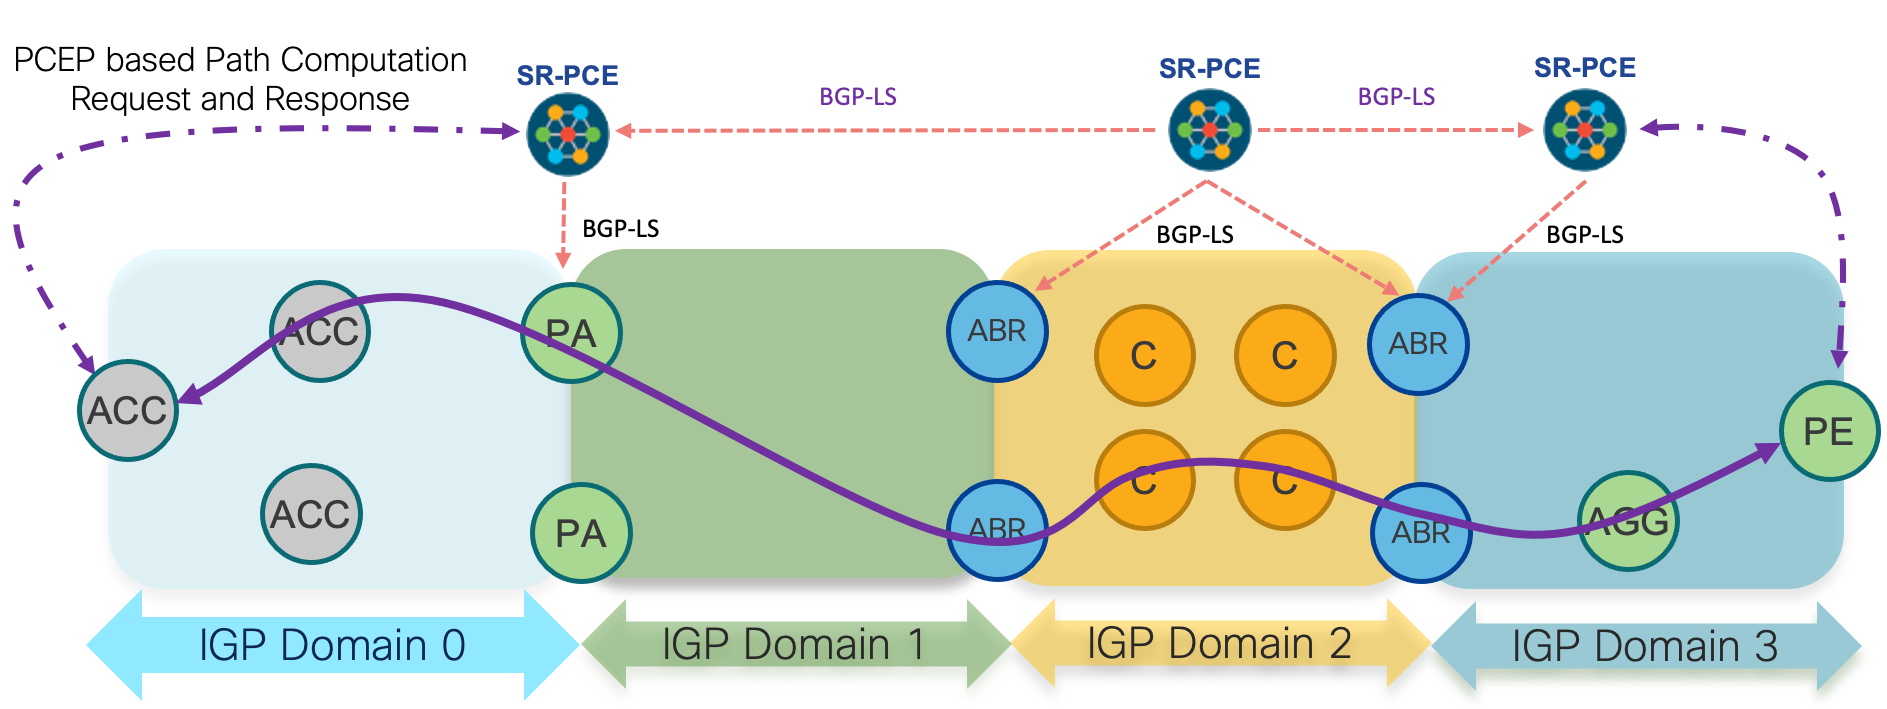 PCEP based Path Computation
Request and Response
SR-PCE
SR-PCE
SR-PCE
BGP-LS
BGP-LS
BGP-LS
BGP-LS
BGP-LS
ACC
ACC
ACC
PA
PA
ABR
ABR
C
C
C
C
ABR
ABR
AGG
PE
IGP Domain 0
IGP Domain 1
IGP Domain 2
IGP Domain 3